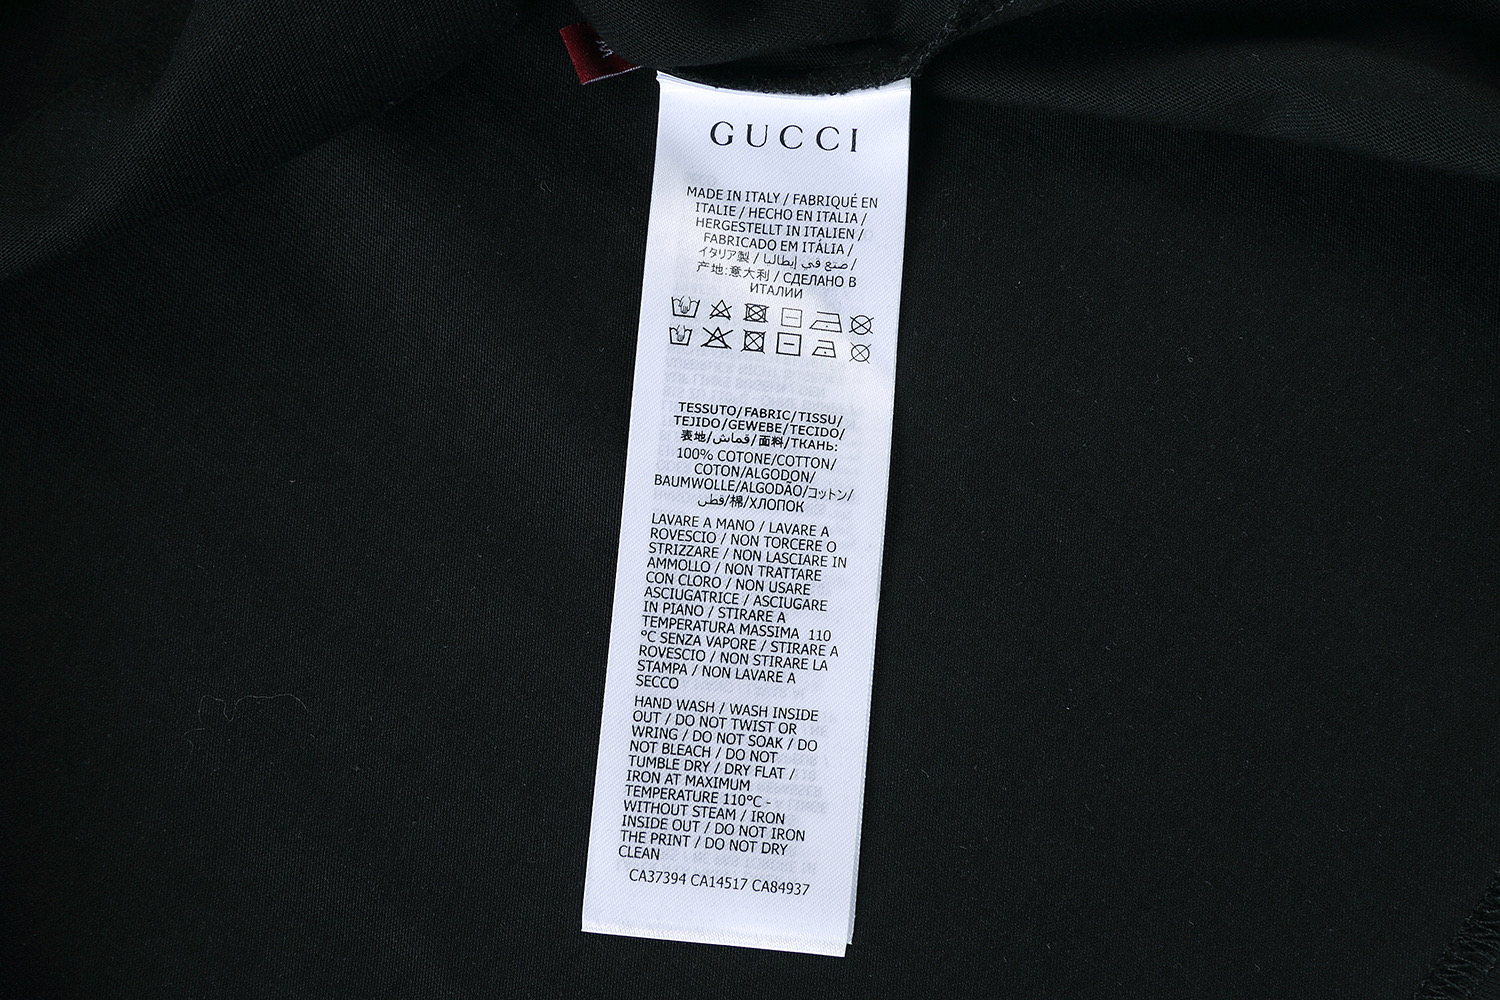 M
GUCCI
MADE IN ITALY / FABRIQUÉ EN
ITALIE / HECHO EN ITALIA /
HERGESTELLT IN ITALIEN /
FABRICADO EM ITÁLIA /
イタリア製 / صنع في إيطاليا /
产地:意大利 / СДЕЛАНО В
ИТАЛИИ
TESSUTO/FABRIC/TISSU/
TEJIDO/GEWEBE/TECIDO/
表地/قماش/面料/ТКАНЬ:
100% COTONE/COTTON/
COTON/ALGODON/
BAUMWOLLE/ALGODÃO/コットン/
قطن/棉/ХЛОПОК
LAVARE A MANO / LAVARE A
ROVESCIO / NON TORCERE O
STRIZZARE / NON LASCIARE IN
AMMOLLO / NON TRATTARE
CON CLORO / NON USARE
ASCIUGATRICE / ASCIUGARE
IN PIANO / STIRARE A
TEMPERATURA MASSIMA 110
°C SENZA VAPORE / STIRARE A
ROVESCIO / NON STIRARE LA
STAMPA / NON LAVARE A
SECCO
HAND WASH / WASH INSIDE
OUT / DO NOT TWIST OR
WRING / DO NOT SOAK / DO
NOT BLEACH / DO NOT
TUMBLE DRY / DRY FLAT /
IRON AT MAXIMUM
TEMPERATURE 110°C -
WITHOUT STEAM / IRON
INSIDE OUT / DO NOT IRON
THE PRINT / DO NOT DRY
CLEAN
CA37394 CA14517 CA84937